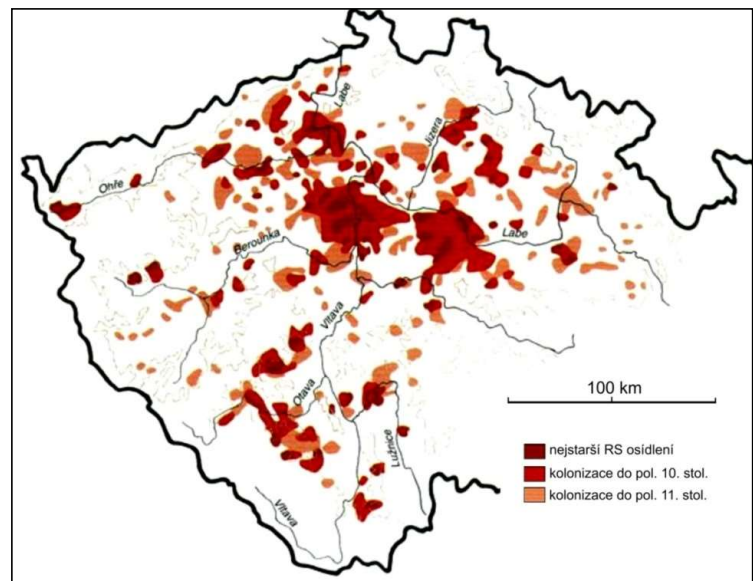 Labe
Jizera
Ohře
Berounka
Labe
Vltava
Otava
Lužnice
Vltava
100 km
nejstarší RS osídlení
kolonizace do pol. 10. stol.
kolonizace do pol. 11. stol.